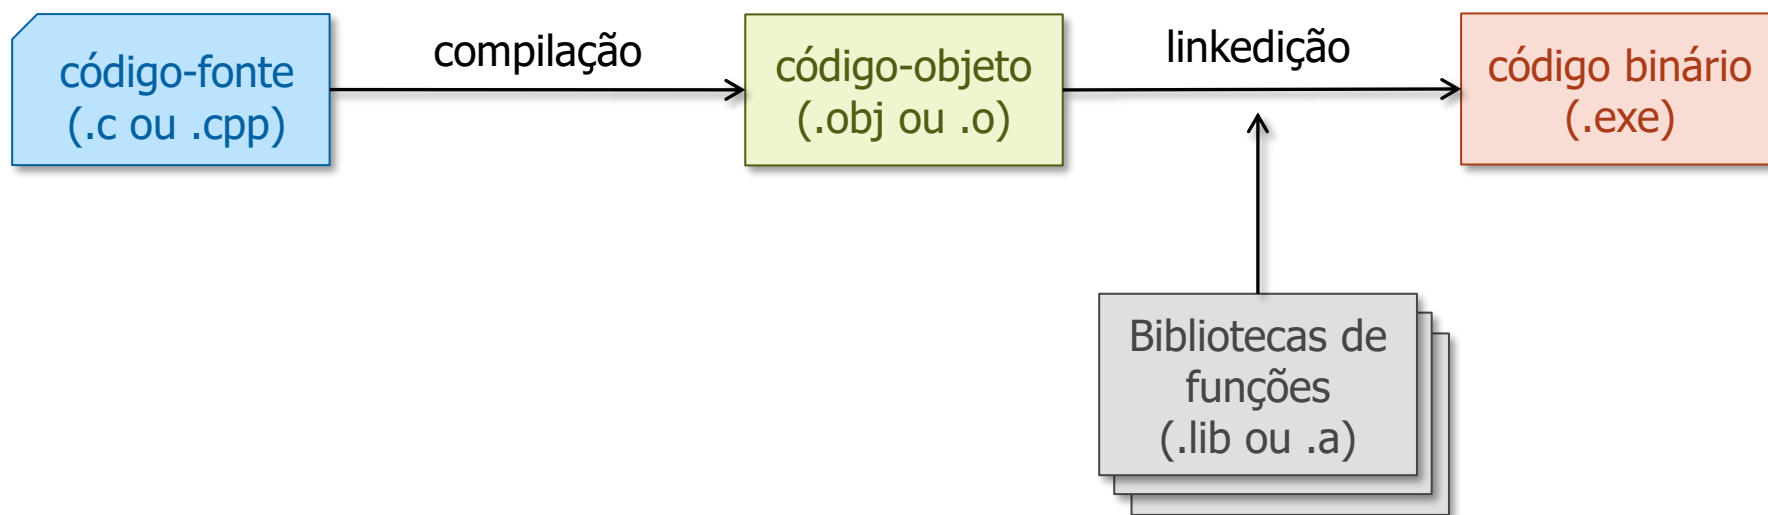 código-fonte
(.c ou .cpp)
compilação
código-objeto
(.obj ou .o)
linkedição
código binário
(.exe)
Bibliotecas de
funções
(.lib ou .a)